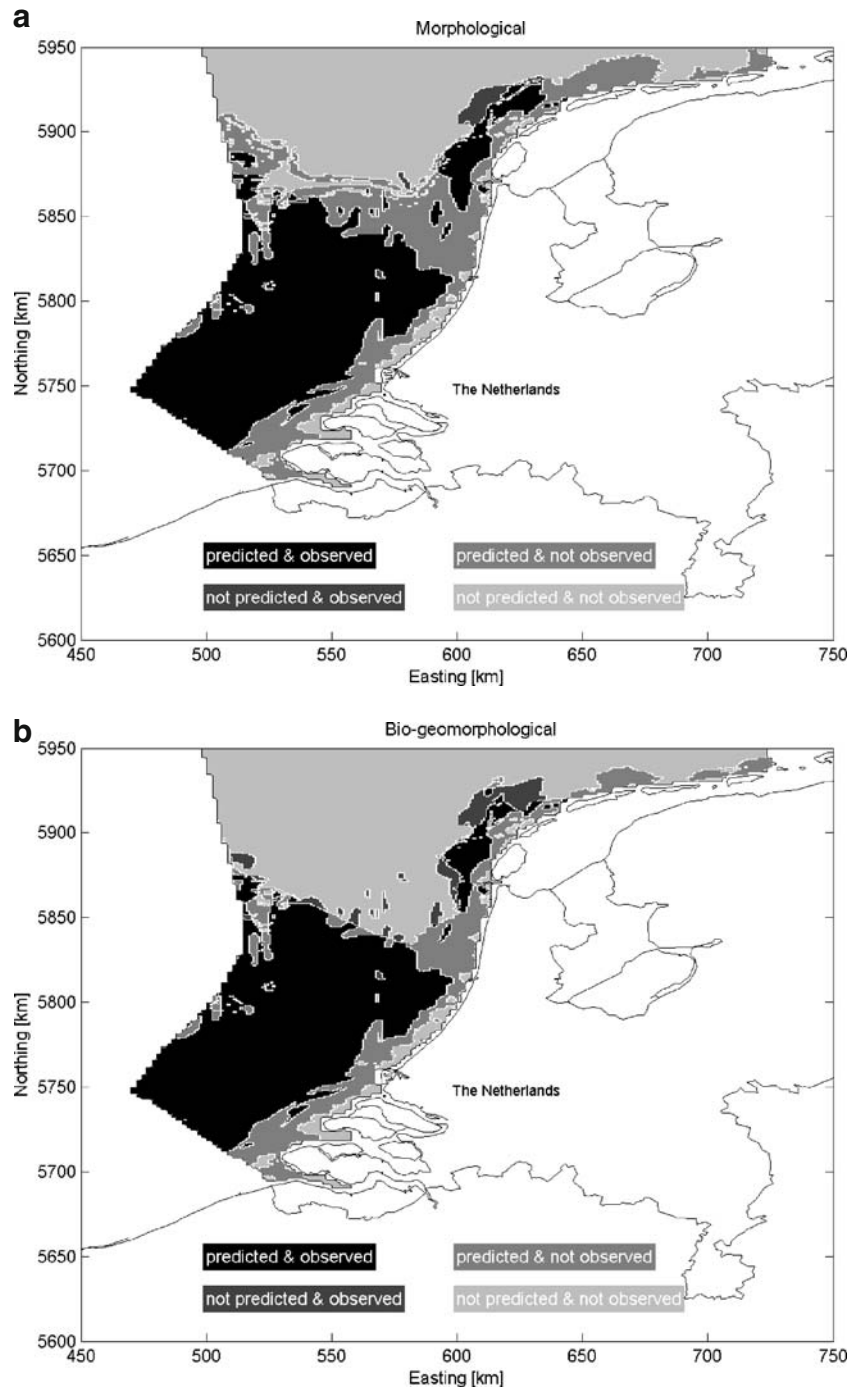 a
Morphological
5950
5900
5850
5800
5750
5700
5650
5600
Northing [km]
The Netherlands
predicted & observed
predicted & not observed
not predicted & observed
not predicted & not observed
450 500 550 600 650 700 750
Easting [km]
b
Bio-geomorphological
5950
5900
5850
5800
5750
5700
5650
5600
Northing [km]
The Netherlands
predicted & observed
predicted & not observed
not predicted & observed
not predicted & not observed
450 500 550 600 650 700 750
Easting [km]